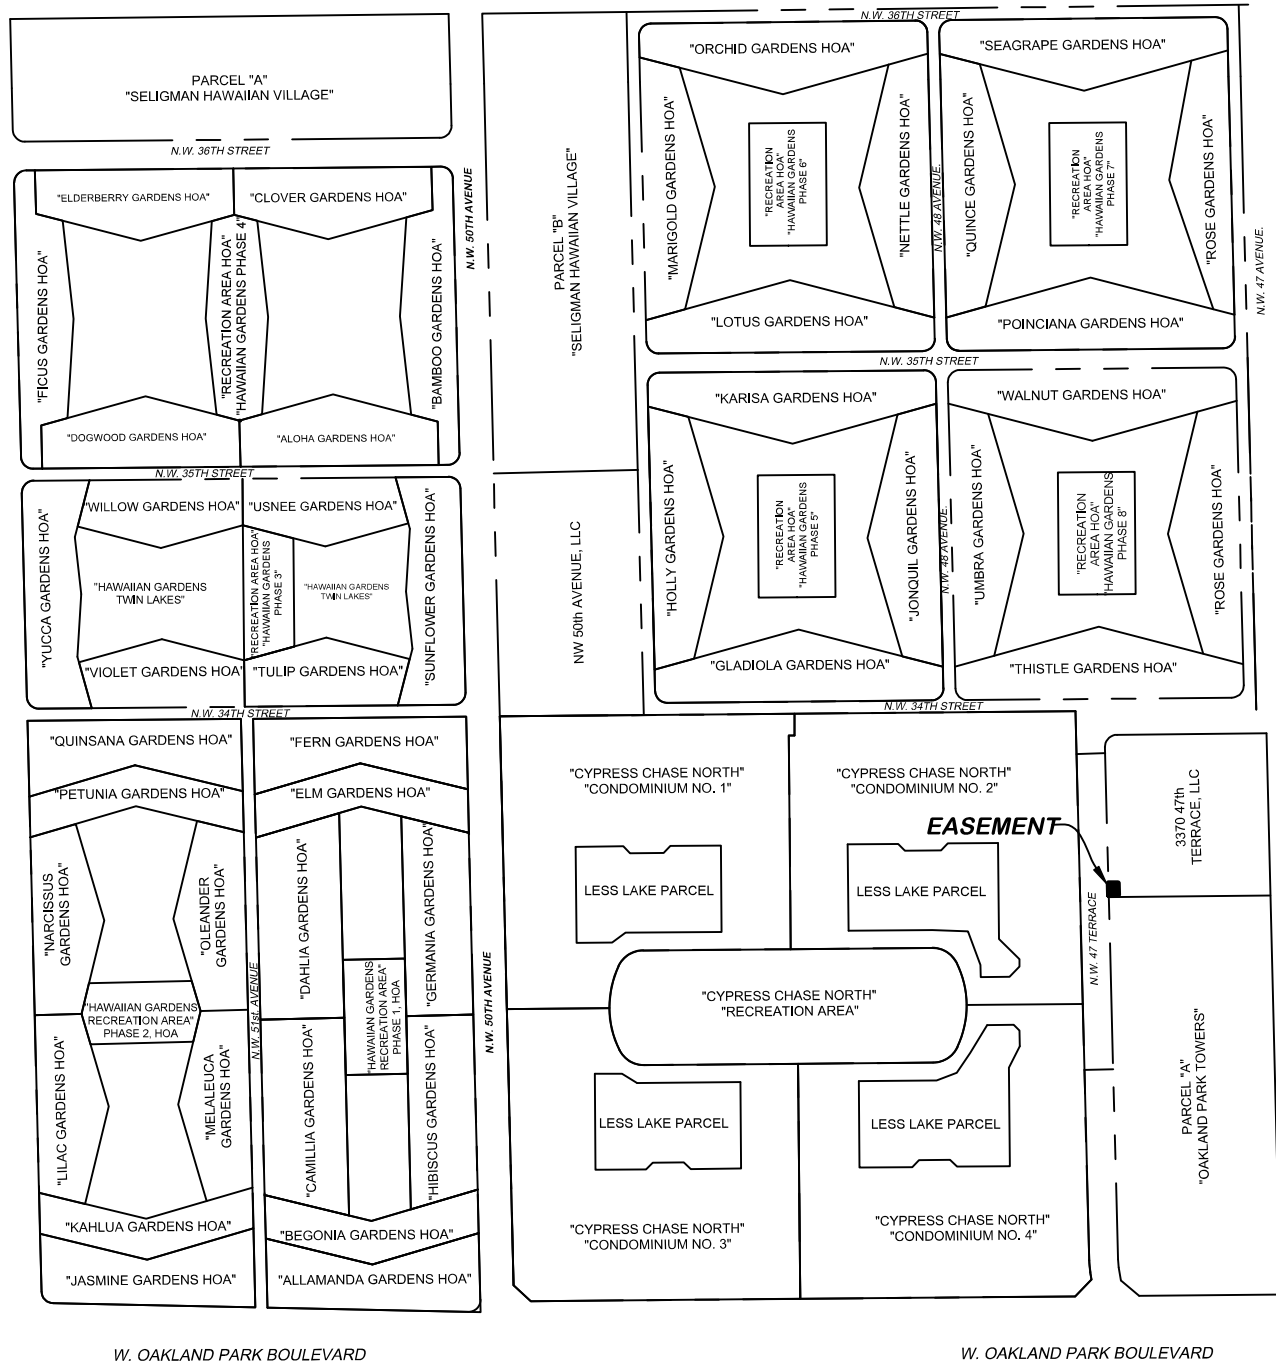 N.W. 36TH STREET
PARCEL "A"
"SELIGMAN HAWAIIAN VILLAGE"
N.W. 36TH STREET
"ELDERBERRY GARDENS HOA"
"CLOVER GARDENS HOA"
"FICUS GARDENS HOA"
"RECREATION AREA HOA"
"HAWAIIAN GARDENS PHASE 4"
"BAMBOO GARDENS HOA"
"DOGWOOD GARDENS HOA"
"ALOHA GARDENS HOA"
N.W. 50TH AVENUE
PARCEL "B"
"SELIGMAN HAWAIIAN VILLAGE"
"ORCHID GARDENS HOA"
"MARIGOLD GARDENS HOA"
"RECREATION
AREA HOA"
"HAWAIIAN GARDENS
PHASE 6"
"NETTLE GARDENS HOA"
"LOTUS GARDENS HOA"
N.W. 48 AVENUE.
"SEAGRAPE GARDENS HOA"
"QUINCE GARDENS HOA"
"RECREATION
AREA HOA"
"HAWAIIAN GARDENS
PHASE 7"
"ROSE GARDENS HOA"
"POINCIANA GARDENS HOA"
N.W. 47 AVENUE.
N.W. 35TH STREET
N.W. 35TH STREET
"WILLOW GARDENS HOA"
"USNEE GARDENS HOA"
"YUCCA GARDENS HOA"
"HAWAIIAN GARDENS
TWIN LAKES"
"RECREATION AREA HOA"
"HAWAIIAN GARDENS
PHASE 3"
"HAWAIIAN GARDENS
TWIN LAKES"
"SUNFLOWER GARDENS HOA"
"VIOLET GARDENS HOA"
"TULIP GARDENS HOA"
NW 50th AVENUE, LLC
"KARISA GARDENS HOA"
"HOLLY GARDENS HOA"
"RECREATION
AREA HOA"
"HAWAIIAN GARDENS
PHASE 5"
"JONQUIL GARDENS HOA"
"GLADIOLA GARDENS HOA"
N.W. 48 AVENUE.
"WALNUT GARDENS HOA"
"UMBRA GARDENS HOA"
"RECREATION
AREA HOA"
"HAWAIIAN GARDENS
PHASE 8"
"ROSE GARDENS HOA"
"THISTLE GARDENS HOA"
N.W. 34TH STREET
N.W. 34TH STREET
"QUINSANA GARDENS HOA"
"PETUNIA GARDENS HOA"
"NARCISSUS
GARDENS HOA"
"OLEANDER
GARDENS HOA"
"HAWAIIAN GARDENS
RECREATION AREA"
PHASE 2, HOA
"LILAC GARDENS HOA"
"MELALEUCA
GARDENS HOA"
"KAHLUA GARDENS HOA"
"JASMINE GARDENS HOA"
N.W. 51st. AVENUE
"FERN GARDENS HOA"
"ELM GARDENS HOA"
"DAHLIA GARDENS HOA"
"GERMANIA GARDENS HOA"
"HAWAIIAN GARDENS
RECREATION AREA"
PHASE 1, HOA
"CAMILLIA GARDENS HOA"
"HIBISCUS GARDENS HOA"
"BEGONIA GARDENS HOA"
"ALLAMANDA GARDENS HOA"
N.W. 50TH AVENUE
"CYPRESS CHASE NORTH"
"CONDOMINIUM NO. 1"
"CYPRESS CHASE NORTH"
"CONDOMINIUM NO. 2"
EASEMENT
LESS LAKE PARCEL
LESS LAKE PARCEL
"CYPRESS CHASE NORTH"
"RECREATION AREA"
LESS LAKE PARCEL
LESS LAKE PARCEL
"CYPRESS CHASE NORTH"
"CONDOMINIUM NO. 3"
"CYPRESS CHASE NORTH"
"CONDOMINIUM NO. 4"
N.W. 47 TERRACE
3370 47th
TERRACE, LLC
PARCEL "A"
"OAKLAND PARK TOWERS"
W. OAKLAND PARK BOULEVARD
W. OAKLAND PARK BOULEVARD